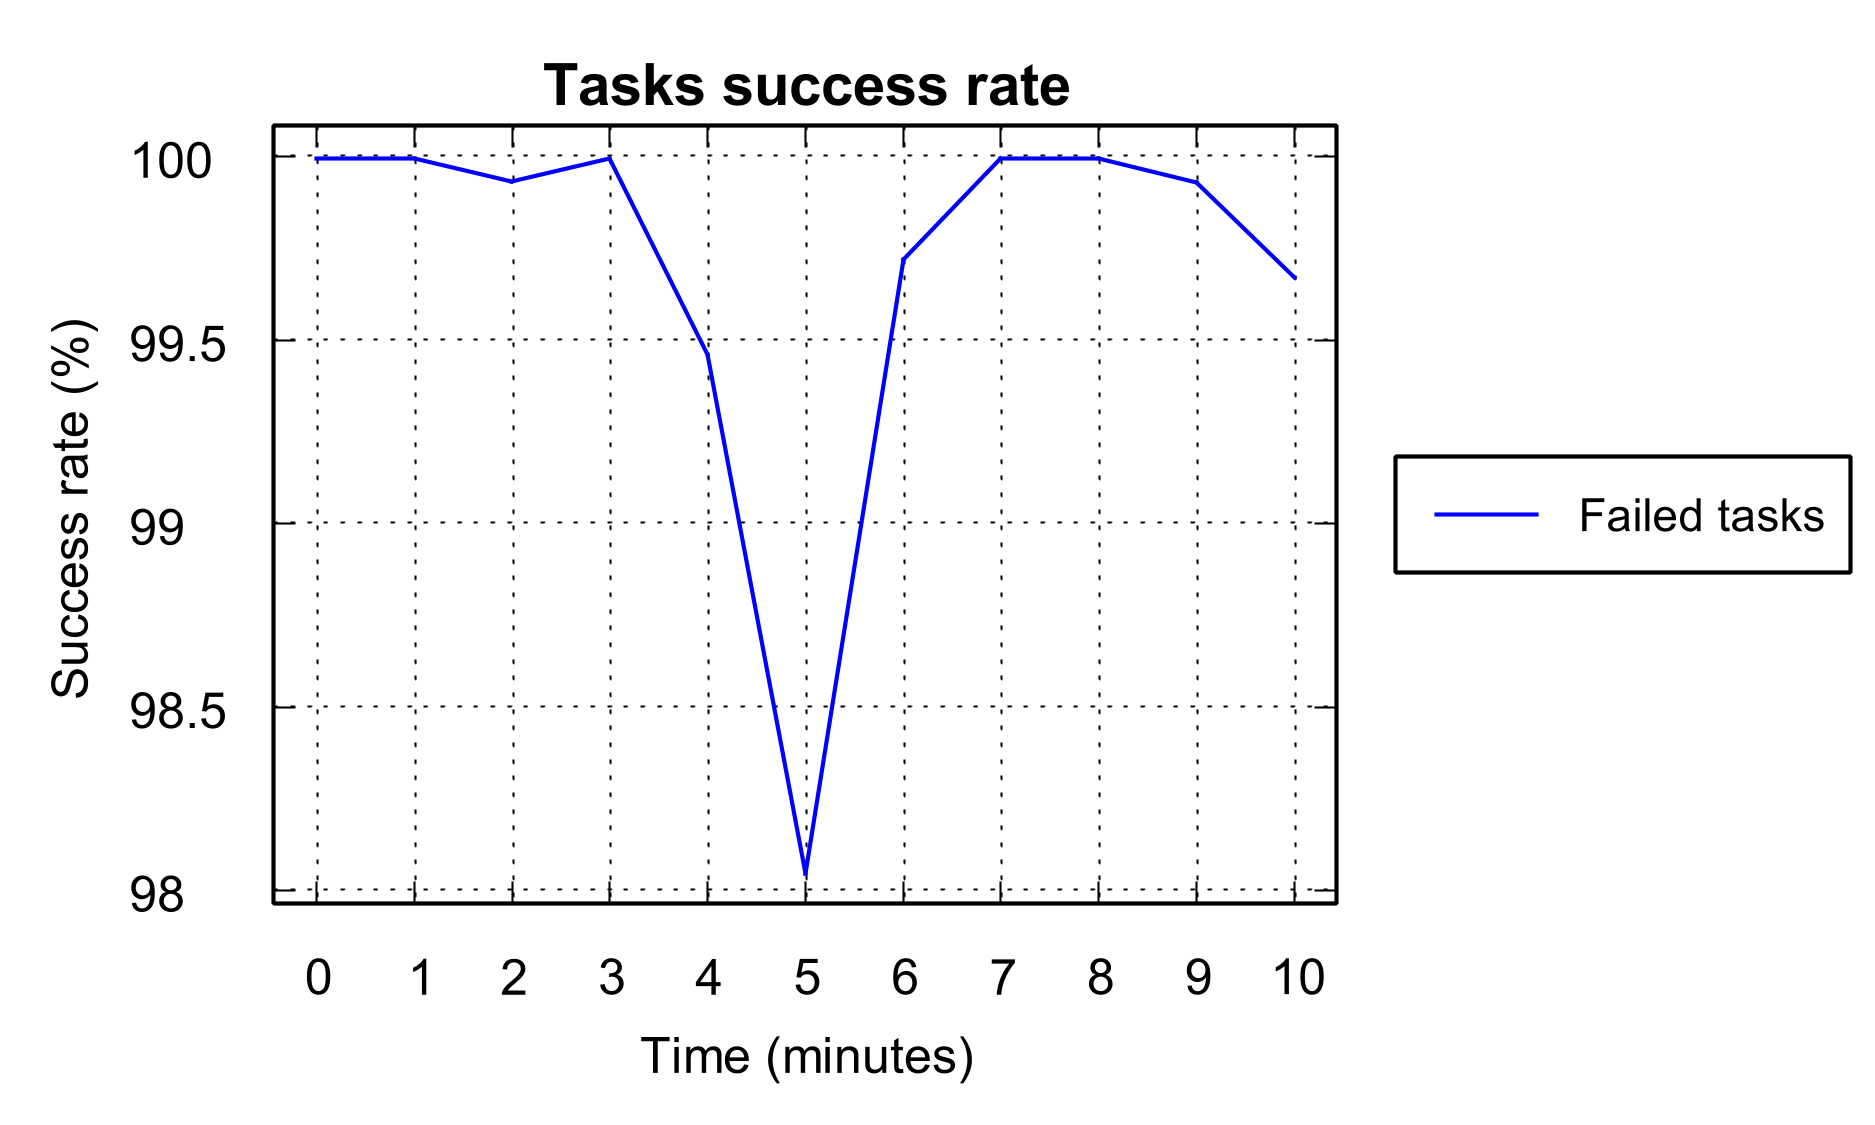 Tasks success rate
100
99.5
99
98.5
98
Success rate (%)
Failed tasks
0 1 2 3 4 5 6 7 8 9 10
Time (minutes)